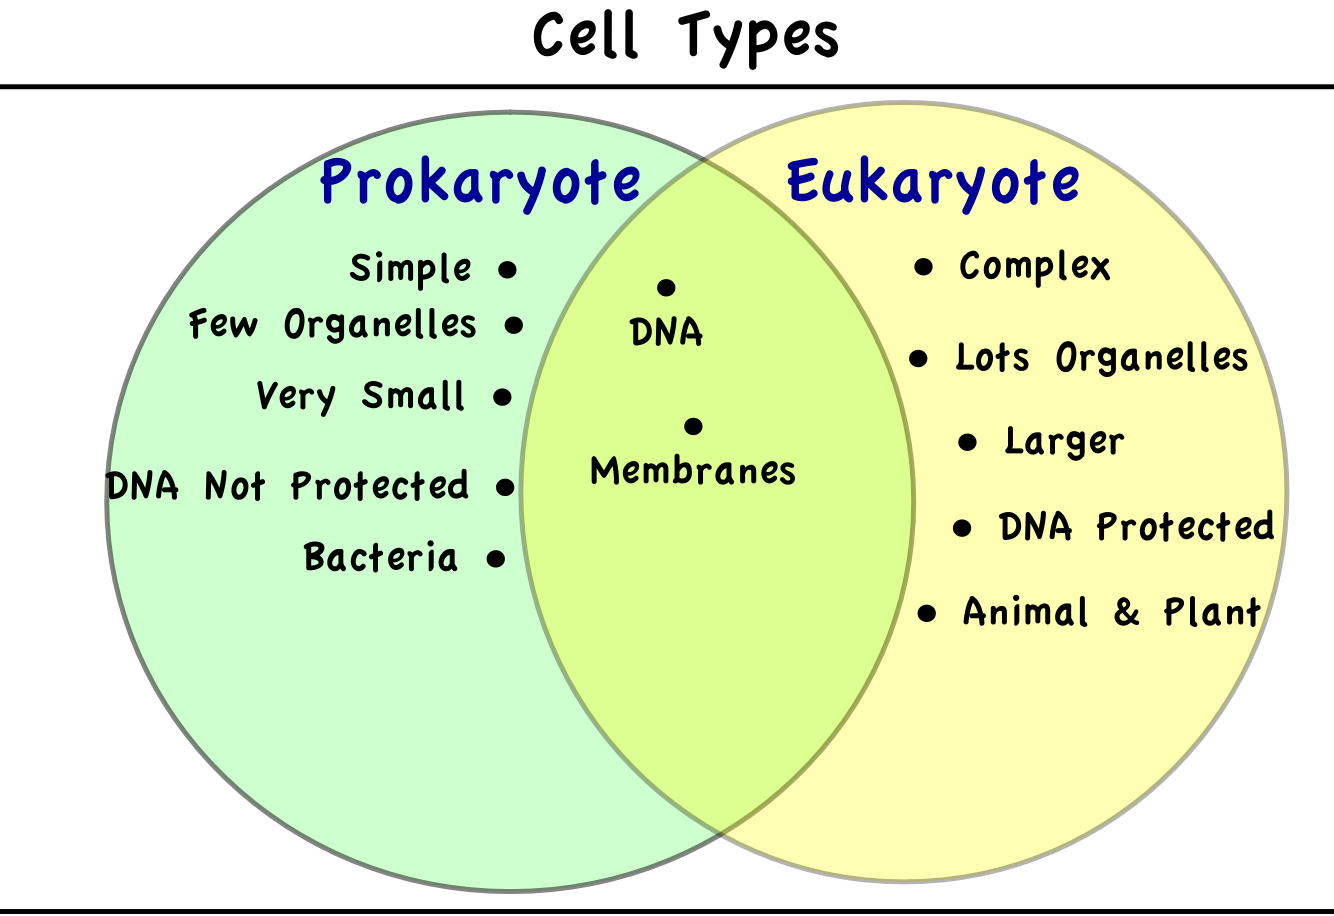 Cell Types
Prokaryote
Simple •
Few Organelles •
Very Small •
DNA Not Protected •
Bacteria •
•
DNA
•
Membranes
Eukaryote
• Complex
• Lots Organelles
• Larger
• DNA Protected
• Animal & Plant